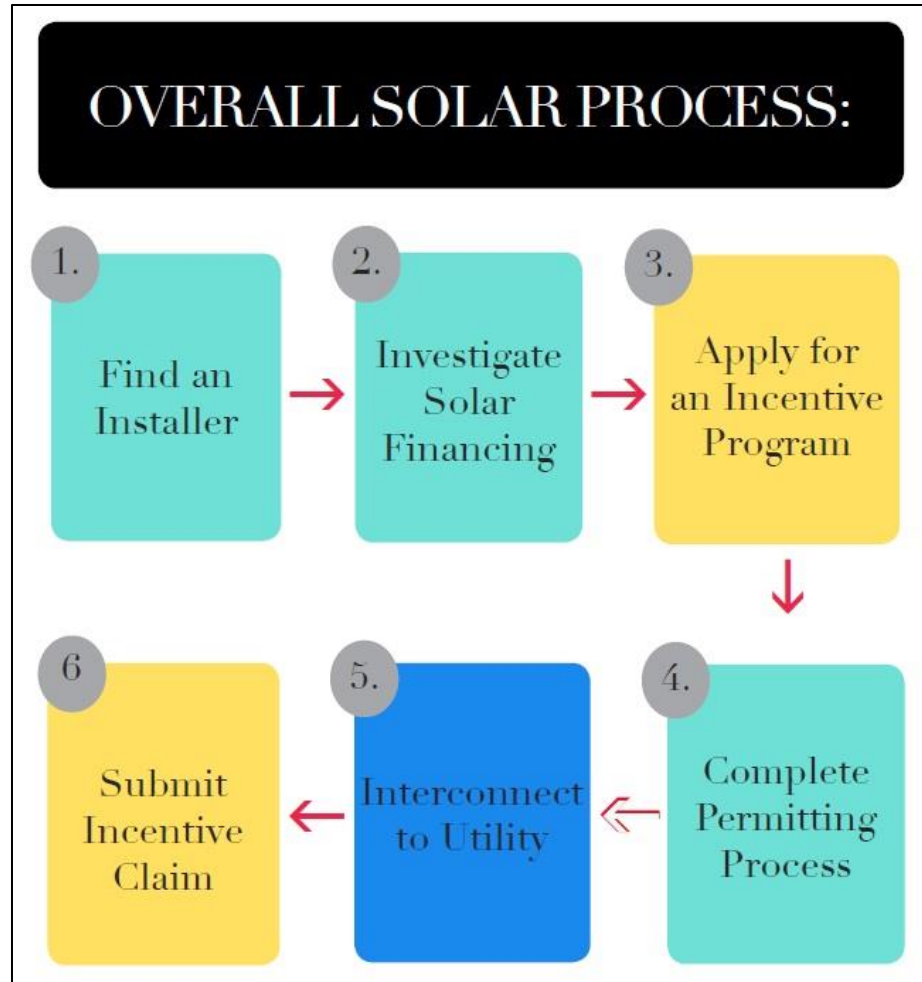 OVERALL SOLAR PROCESS:
1.
Find an
Installer
2.
Investigate
Solar
Financing
3.
Apply for
an Incentive
Program
4.
Complete
Permitting
Process
5.
Interconnect
to Utility
6
Submit
Incentive
Claim